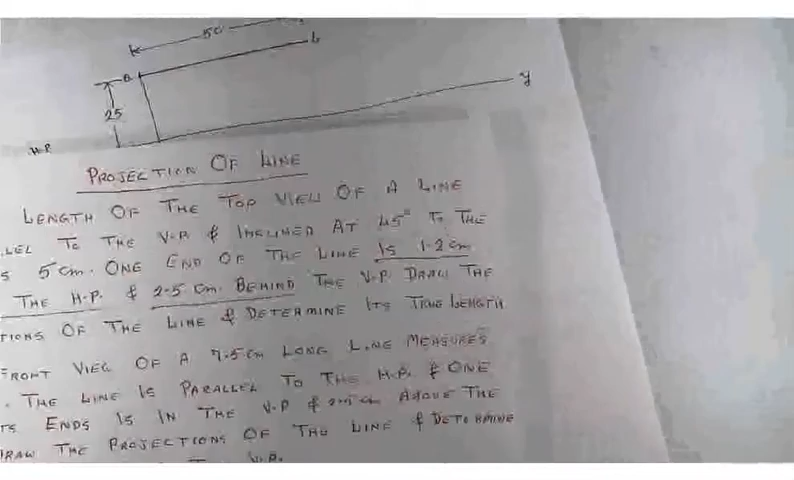 50
a
b
25
y
H.P
PROJECTION OF LINE
LENGTH OF THE TOP VIEW OF A LINE
LEL TO THE V.P & INCLINED AT 45° TO THE
S 5 cm. ONE END OF THE LINE IS 1.2 cm
THE H.P. & 2.5 cm BEHIND THE V.P. DRAW THE
TIONS OF THE LINE & DETERMINE ITS TRUE LENGTH
FRONT VIEW OF A 7.5 cm LONG LINE MEASURES
. THE LINE IS PARALLEL TO THE H.P. & ONE
TS ENDS IS IN THE V.P & cm ABOVE THE
DRAW THE PROJECTIONS OF THE LINE & DETERMINE
V.P.